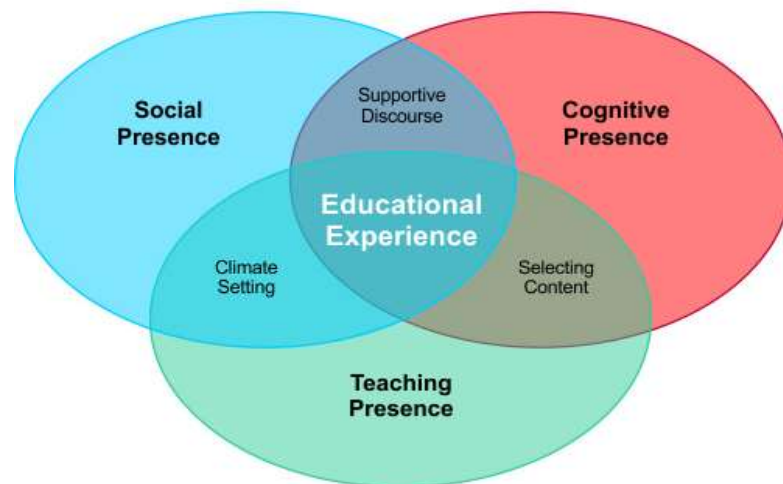 Supportive
Discourse
Social
Presence
Cognitive
Presence
Educational
Experience
Climate
Setting
Selecting
Content
Teaching
Presence